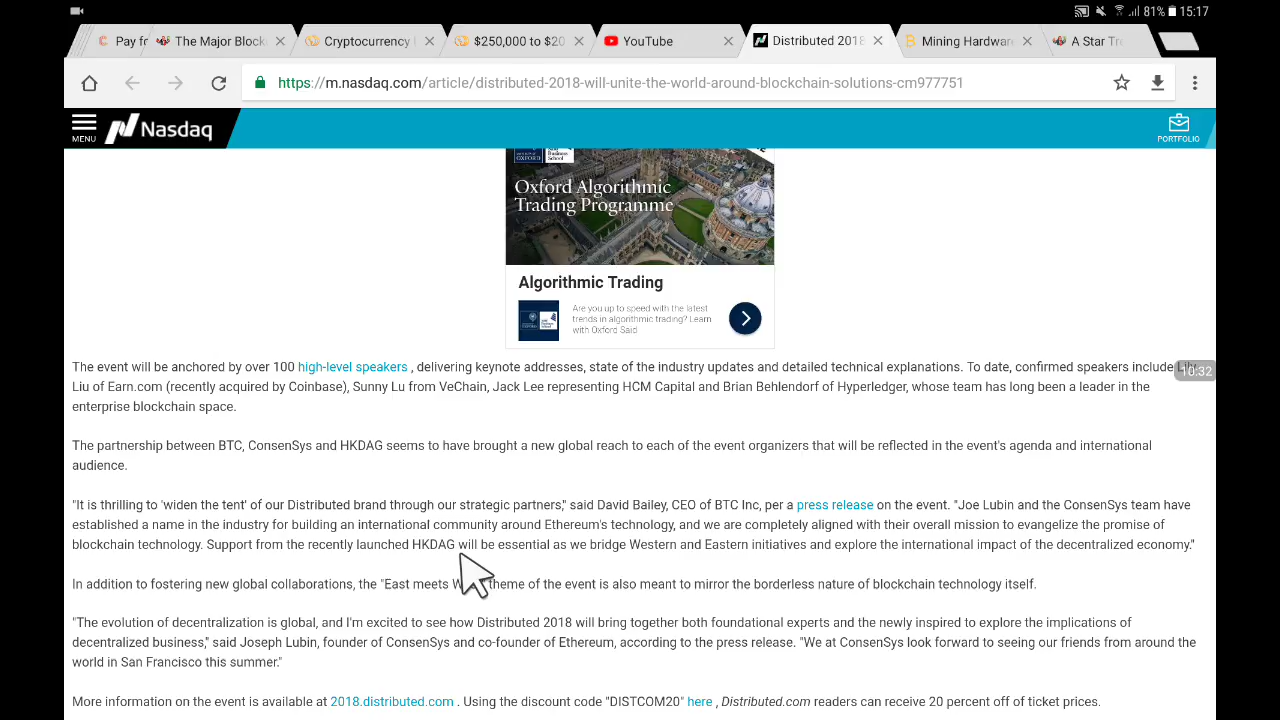 81% 15:17
Pay fo
The Major Block
Cryptocurrency
$250,000 to $20
YouTube
Distributed 2018
Mining Hardware
A Star Tre
https://m.nasdaq.com/article/distributed-2018-will-unite-the-world-around-blockchain-solutions-cm977751
MENU
Nasdaq
PORTFOLIO
Oxford Algorithmic
Trading Programme
Algorithmic Trading
Are you up to speed with the latest
trends in algorithmic trading? Learn
with Oxford Saïd
The event will be anchored by over 100 high-level speakers , delivering keynote addresses, state of the industry updates and detailed technical explanations. To date, confirmed speakers include Lily
10:32
Liu of Earn.com (recently acquired by Coinbase), Sunny Lu from VeChain, Jack Lee representing HCM Capital and Brian Behlendorf of Hyperledger, whose team has long been a leader in the
enterprise blockchain space.
The partnership between BTC, ConsenSys and HKDAG seems to have brought a new global reach to each of the event organizers that will be reflected in the event's agenda and international
audience.
"It is thrilling to 'widen the tent' of our Distributed brand through our strategic partners," said David Bailey, CEO of BTC Inc, per a press release on the event. "Joe Lubin and the ConsenSys team have
established a name in the industry for building an international community around Ethereum's technology, and we are completely aligned with their overall mission to evangelize the promise of
blockchain technology. Support from the recently launched HKDAG will be essential as we bridge Western and Eastern initiatives and explore the international impact of the decentralized economy."
In addition to fostering new global collaborations, the "East meets W theme of the event is also meant to mirror the borderless nature of blockchain technology itself.
"The evolution of decentralization is global, and I'm excited to see how Distributed 2018 will bring together both foundational experts and the newly inspired to explore the implications of
decentralized business," said Joseph Lubin, founder of ConsenSys and co-founder of Ethereum, according to the press release. "We at ConsenSys look forward to seeing our friends from around the
world in San Francisco this summer."
More information on the event is available at 2018.distributed.com . Using the discount code "DISTCOM20" here , Distributed.com readers can receive 20 percent off of ticket prices.